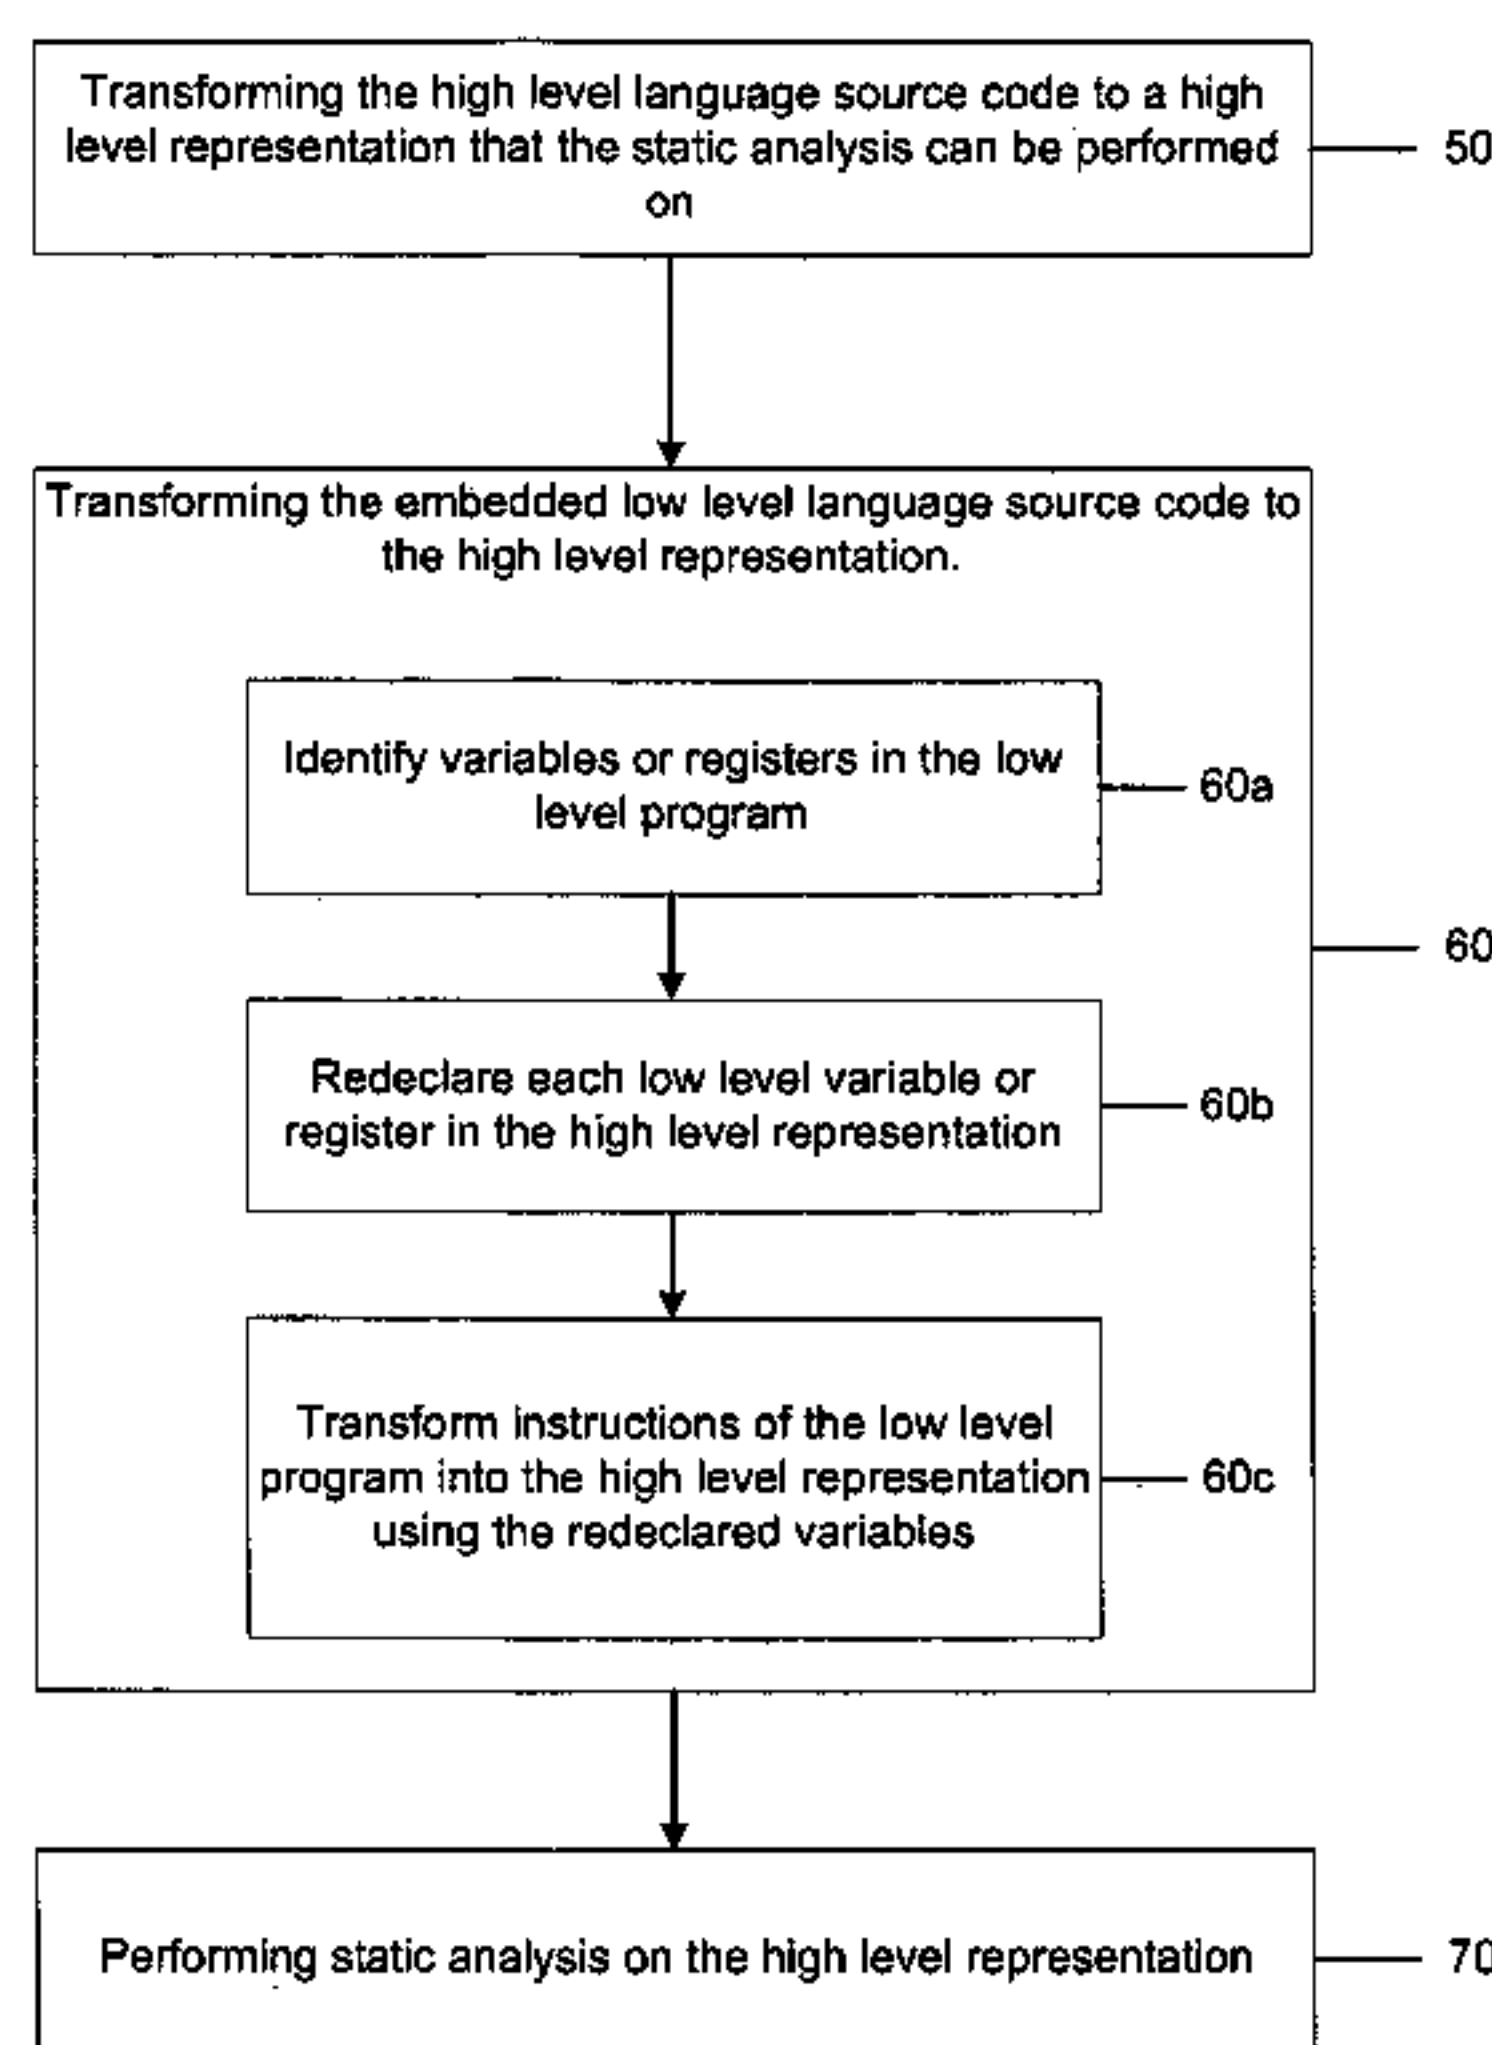 Transforming the high level language source code to a high
level representation that the static analysis can be performed
on
50
Transforming the embedded low level language source code to
the high level representation.
Identify variables or registers in the low
level program
60a
60
Redeclare each low level variable or
register in the high level representation
60b
Transform instructions of the low level
program into the high level representation
using the redeclared variables
60c
Performing static analysis on the high level representation
70